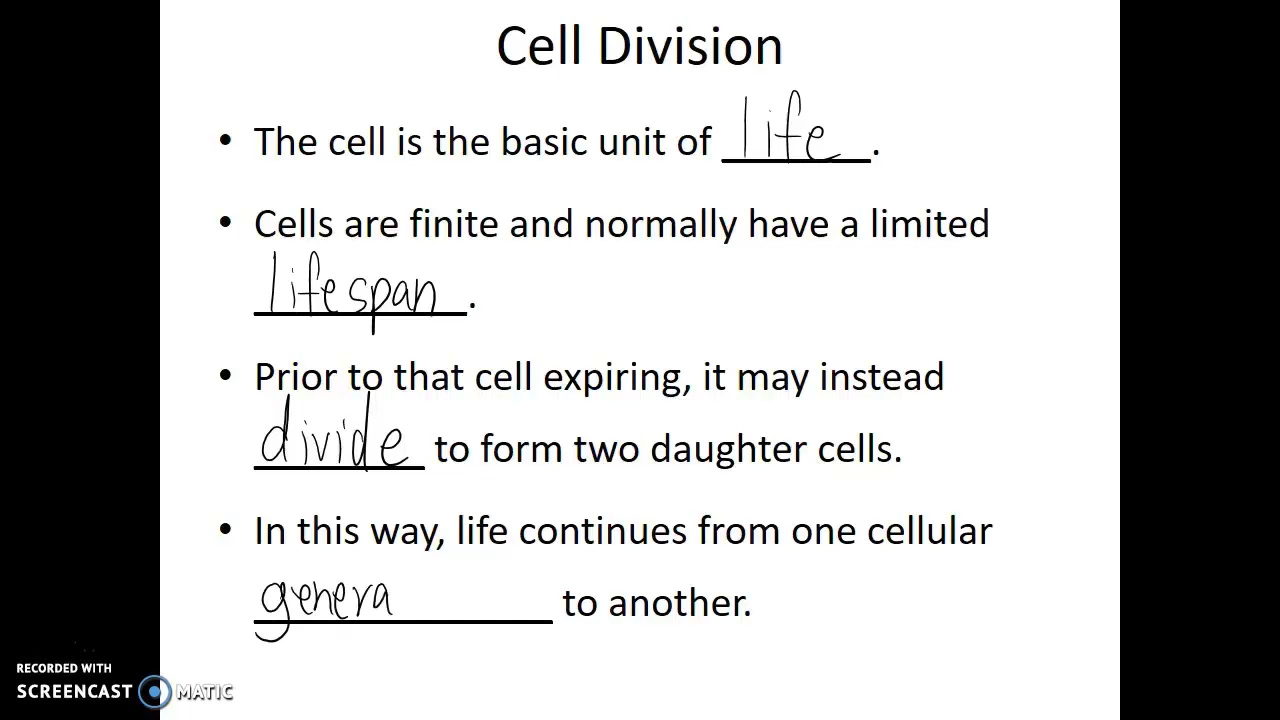 Cell Division
• The cell is the basic unit of life.
• Cells are finite and normally have a limited
lifespan.
• Prior to that cell expiring, it may instead
divide to form two daughter cells.
• In this way, life continues from one cellular
genera to another.
RECORDED WITH
SCREENCAST MATIC